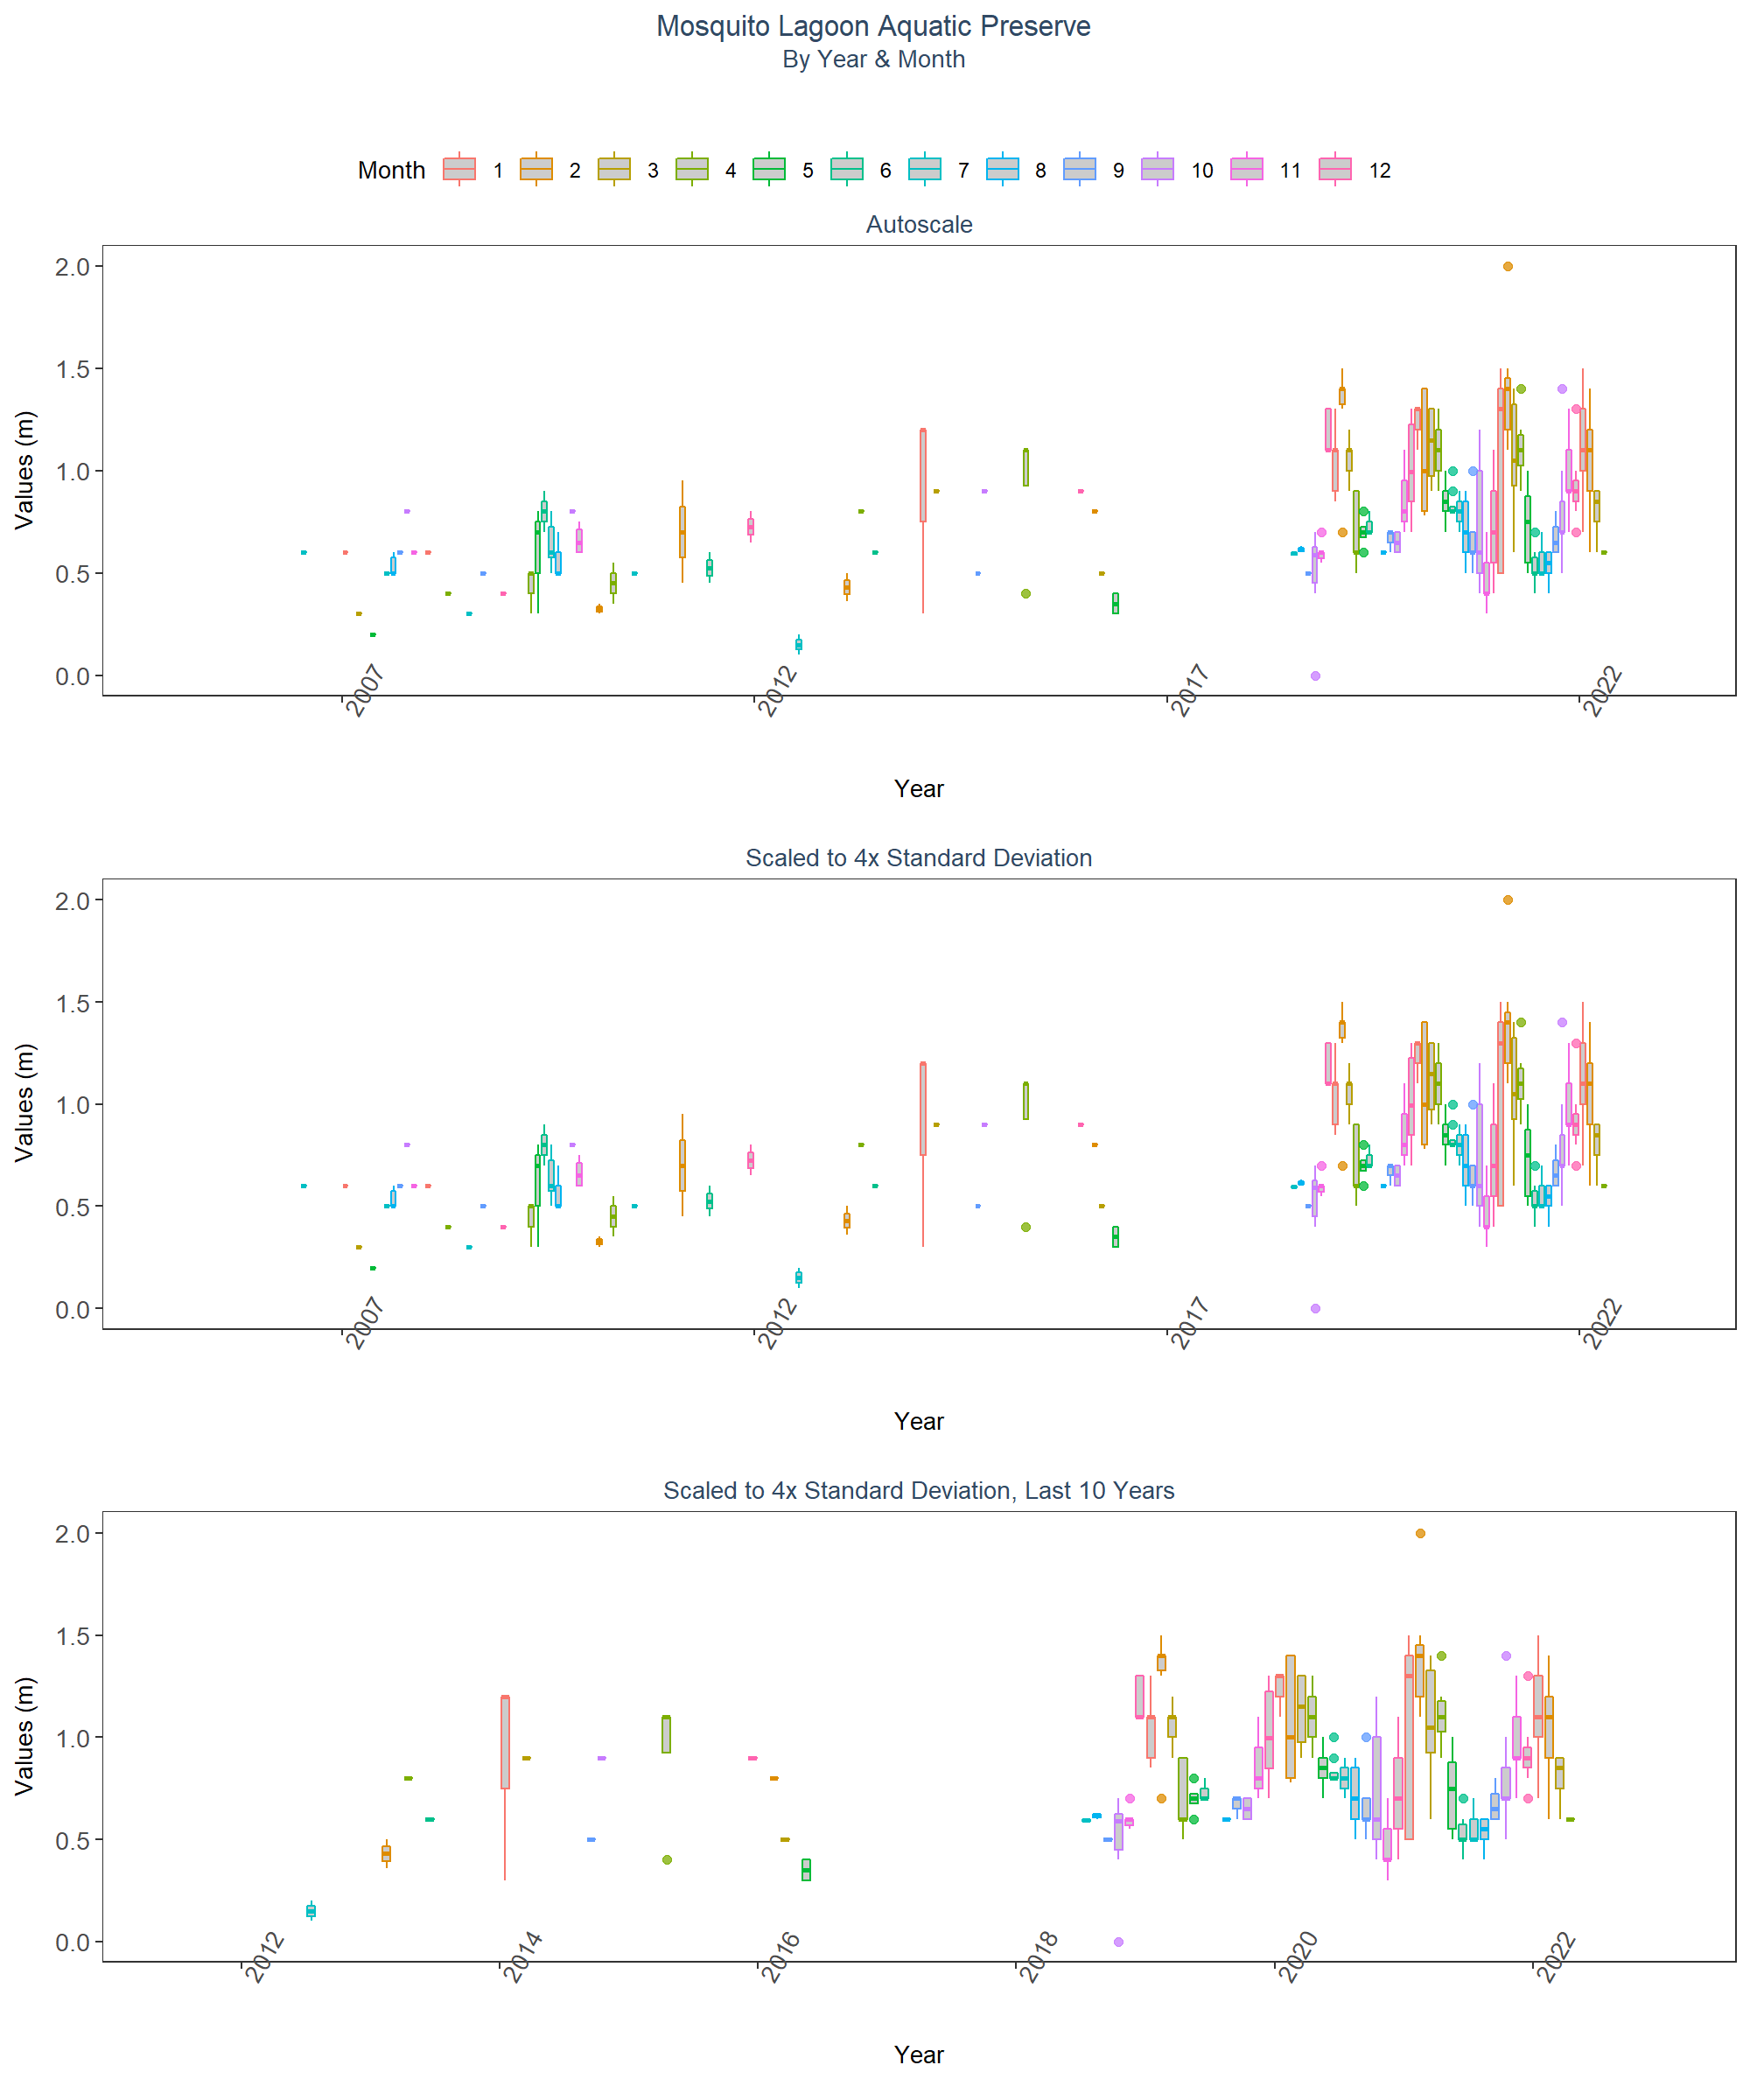 Mosquito Lagoon Aquatic Preserve
By Year & Month
Month 1 2 3 4 5 6 7 8 9 10 11 12
Autoscale
Values (m)
2.0
1.5
1.0
0.5
0.0
2007 2012 2017 2022
Year
Scaled to 4x Standard Deviation
Values (m)
2.0
1.5
1.0
0.5
0.0
2007 2012 2017 2022
Year
Scaled to 4x Standard Deviation, Last 10 Years
Values (m)
2.0
1.5
1.0
0.5
0.0
2012 2014 2016 2018 2020 2022
Year